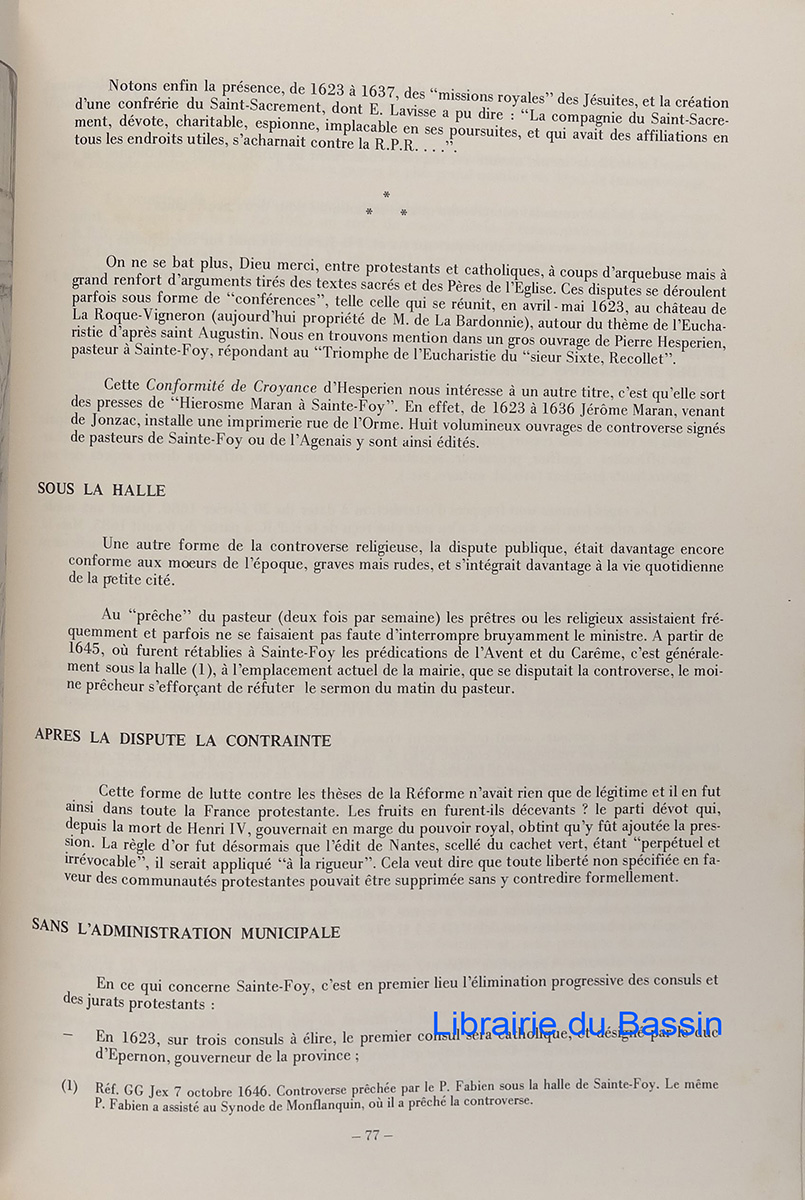 Notons enfin la présence, de 1623 à 1637, des “missions royales” des Jésuites, et la création
d’une confrérie du Saint-Sacrement, dont E. Lavisse a pu dire : “La compagnie du Saint-Sacre-
ment, dévote, charitable, espionne, implacable en ses poursuites, et qui avait des affiliations en
tous les endroits utiles, s’acharnait contre la R.P.R. . . .”.
*
* *
On ne se bat plus, Dieu merci, entre protestants et catholiques, à coups d’arquebuse mais à
grand renfort d’arguments tirés des textes sacrés et des Pères de l’Eglise. Ces disputes se déroulent
parfois sous forme de “conférences”, telle celle qui se réunit, en avril - mai 1623, au château de
La Roque-Vigneron (aujourd’hui propriété de M. de La Bardonnie), autour du thème de l’Eucha-
ristie d’après saint Augustin. Nous en trouvons mention dans un gros ouvrage de Pierre Hesperien,
pasteur à Sainte-Foy, répondant au “Triomphe de l’Eucharistie du “sieur Sixte, Recollet”.
Cette Conformité de Croyance d’Hesperien nous intéresse à un autre titre, c’est qu’elle sort
des presses de “Hierosme Maran à Sainte-Foy”. En effet, de 1623 à 1636 Jérôme Maran, venant
de Jonzac, installe une imprimerie rue de l’Orme. Huit volumineux ouvrages de controverse signés
de pasteurs de Sainte-Foy ou de l’Agenais y sont ainsi édités.
SOUS LA HALLE
Une autre forme de la controverse religieuse, la dispute publique, était davantage encore
conforme aux moeurs de l’époque, graves mais rudes, et s’intégrait davantage à la vie quotidienne
de la petite cité.
Au “prêche” du pasteur (deux fois par semaine) les prêtres ou les religieux assistaient fré-
quemment et parfois ne se faisaient pas faute d’interrompre bruyamment le ministre. A partir de
1645, où furent rétablies à Sainte-Foy les prédications de l’Avent et du Carême, c’est générale-
ment sous la halle (1), à l’emplacement actuel de la mairie, que se disputait la controverse, le moi-
ne prêcheur s’efforçant de réfuter le sermon du matin du pasteur.
APRES LA DISPUTE LA CONTRAINTE
Cette forme de lutte contre les thèses de la Réforme n’avait rien que de légitime et il en fut
ainsi dans toute la France protestante. Les fruits en furent-ils décevants ? le parti dévot qui,
depuis la mort de Henri IV, gouvernait en marge du pouvoir royal, obtint qu’y fût ajoutée la pres-
sion. La règle d’or fut désormais que l’édit de Nantes, scellé du cachet vert, étant “perpétuel et
irrévocable”, il serait appliqué “à la rigueur”. Cela veut dire que toute liberté non spécifiée en fa-
veur des communautés protestantes pouvait être supprimée sans y contredire formellement.
SANS L’ADMINISTRATION MUNICIPALE
En ce qui concerne Sainte-Foy, c’est en premier lieu l’élimination progressive des consuls et
des jurats protestants :
Librairie du Bassin
– En 1623, sur trois consuls à élire, le premier consul sera catholique, et désigné par le duc
d’Epernon, gouverneur de la province ;
(1) Réf. GG Jex 7 octobre 1646. Controverse prêchée par le P. Fabien sous la halle de Sainte-Foy. Le même
P. Fabien a assisté au Synode de Monflanquin, où il a prêché la controverse.
– 77 –